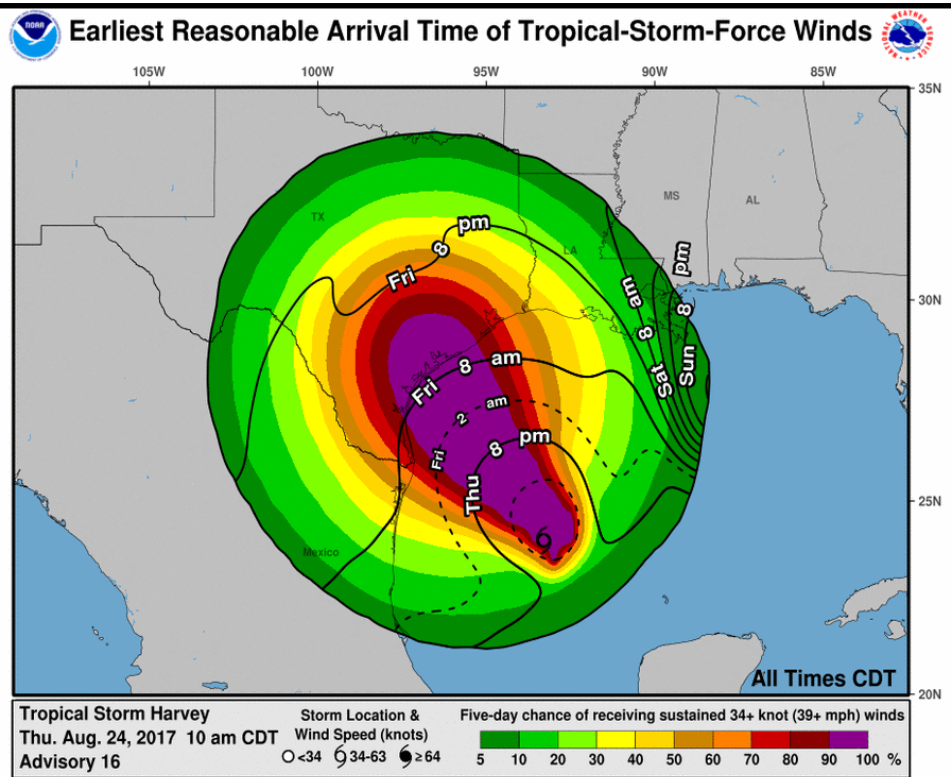 NOAA
Earliest Reasonable Arrival Time of Tropical-Storm-Force Winds
NATIONAL WEATHER SERVICE
105W 100W 95W 90W 85W
35N
MS
AL
TX
LA
pm
8
Fri
pm
8
Sun
am
8
Sat
30N
am
8
Fri
am
2
Fri
pm
8
Thu
25N
Mexico
All Times CDT
20N
Tropical Storm Harvey
Thu. Aug. 24, 2017 10 am CDT
Advisory 16
Storm Location &
Wind Speed (knots)
<34 34-63 ≥64
Five-day chance of receiving sustained 34+ knot (39+ mph) winds
5 10 20 30 40 50 60 70 80 90 100 %